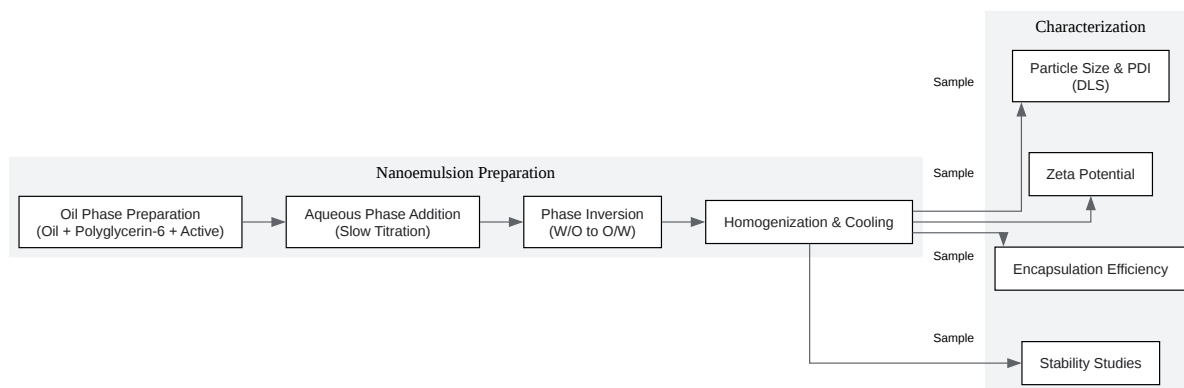 Characterization
Particle Size & PDI
(DLS)
Sample
Nanoemulsion Preparation
Sample
Zeta Potential
Oil Phase Preparation
(Oil + Polyglycerin-6 + Active)
Aqueous Phase Addition
(Slow Titration)
Phase Inversion
(W/O to O/W)
Homogenization & Cooling
Sample
Encapsulation Efficiency
Sample
Stability Studies